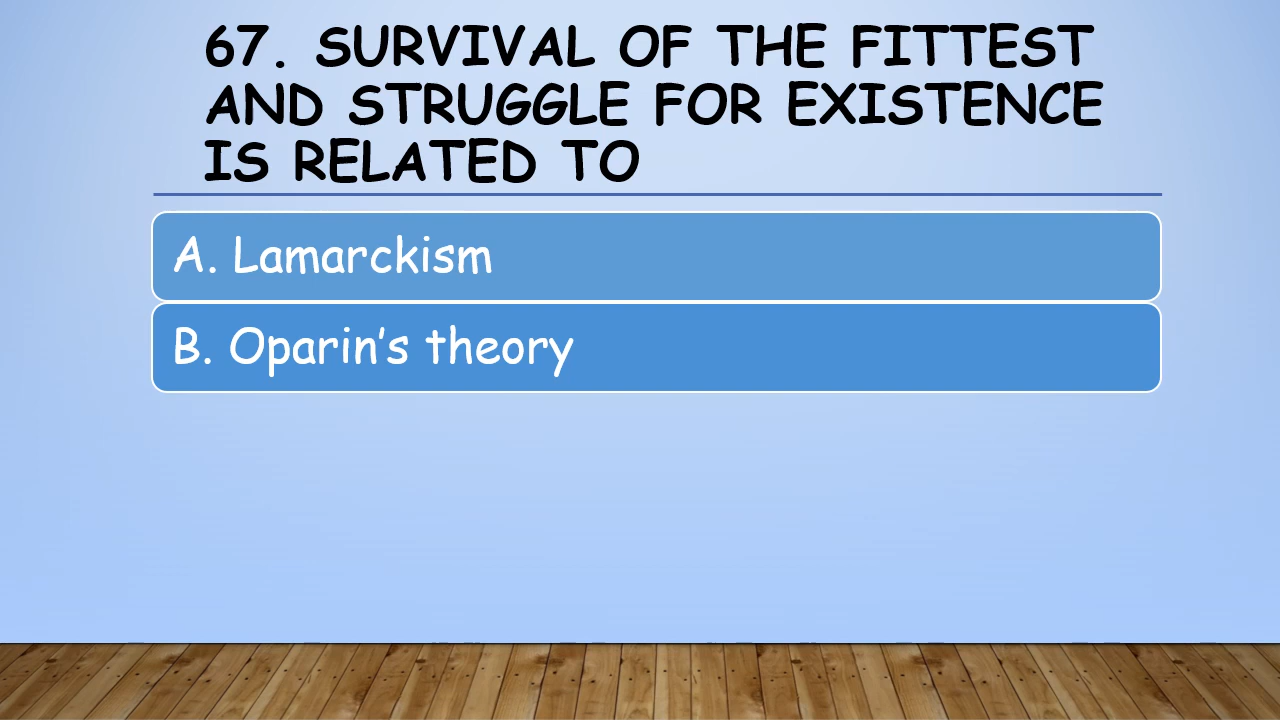 67. SURVIVAL OF THE FITTEST
AND STRUGGLE FOR EXISTENCE
IS RELATED TO
A. Lamarckism
B. Oparin’s theory